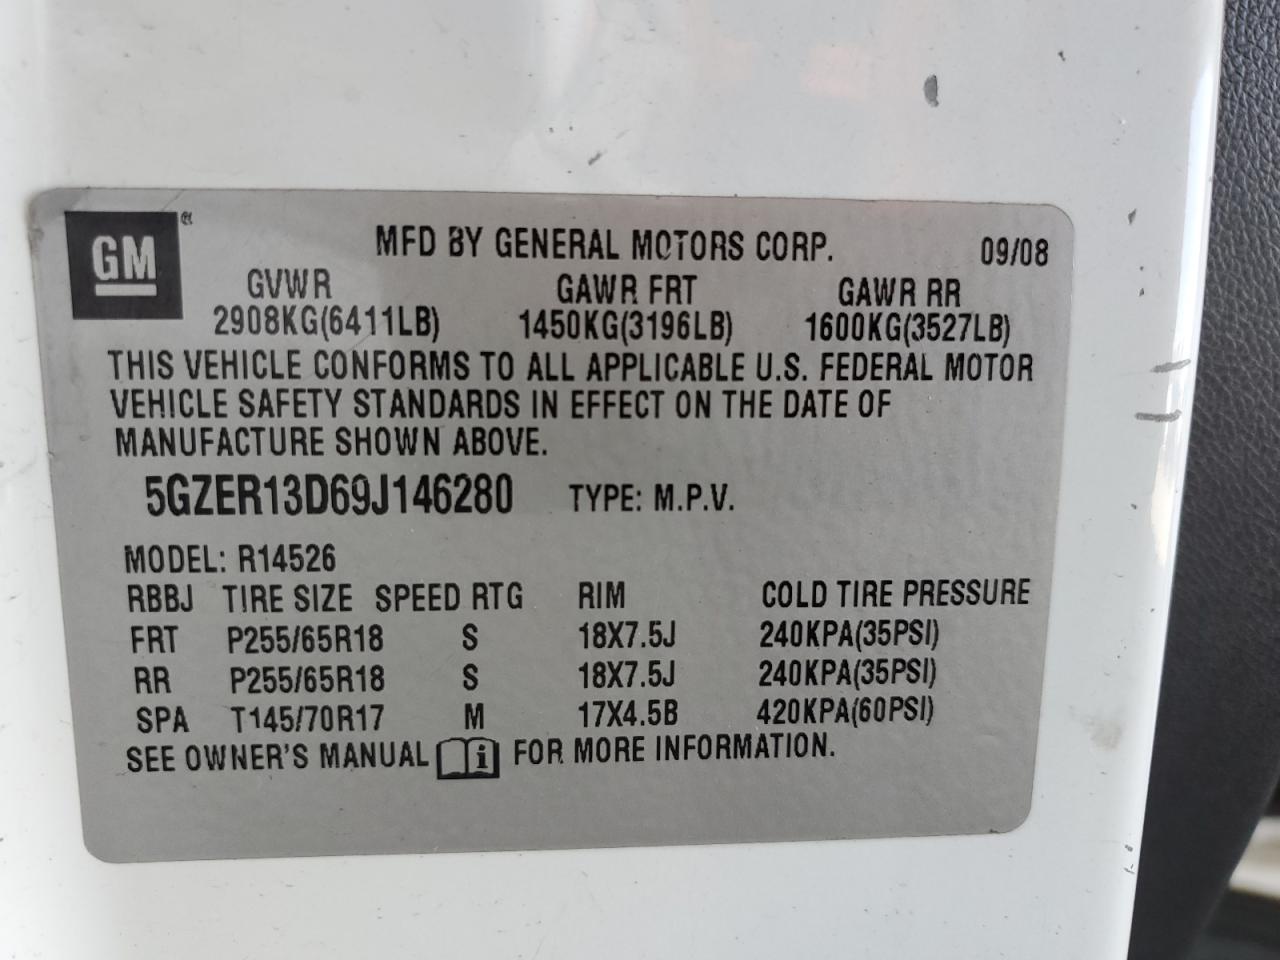 GM ®
MFD BY GENERAL MOTORS CORP. 09/08
GVWR GAWR FRT GAWR RR
2908KG(6411LB) 1450KG(3196LB) 1600KG(3527LB)
THIS VEHICLE CONFORMS TO ALL APPLICABLE U.S. FEDERAL MOTOR
VEHICLE SAFETY STANDARDS IN EFFECT ON THE DATE OF
MANUFACTURE SHOWN ABOVE.
5GZER13D69J146280 TYPE: M.P.V.
MODEL: R14526
RBBJ TIRE SIZE SPEED RTG RIM COLD TIRE PRESSURE
FRT P255/65R18 S 18X7.5J 240KPA(35PSI)
RR P255/65R18 S 18X7.5J 240KPA(35PSI)
SPA T145/70R17 M 17X4.5B 420KPA(60PSI)
SEE OWNER'S MANUAL i FOR MORE INFORMATION.